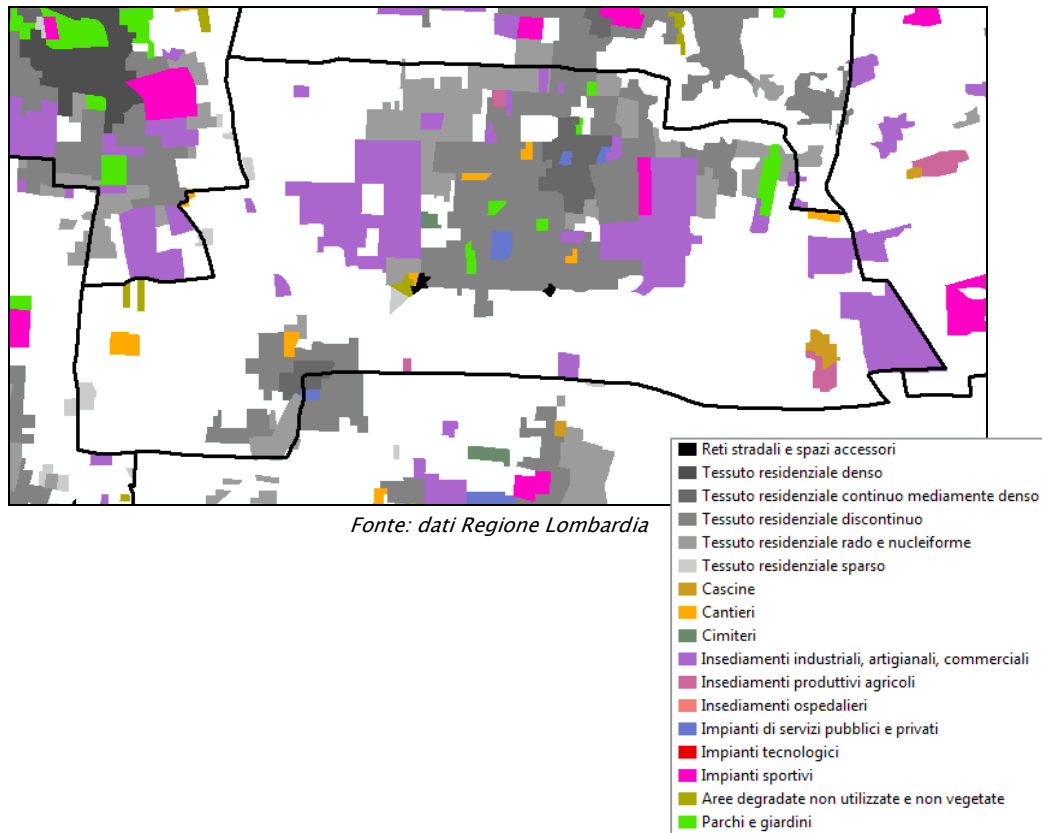 Fonte: dati Regione Lombardia
Reti stradali e spazi accessori
Tessuto residenziale denso
Tessuto residenziale continuo mediamente denso
Tessuto residenziale discontinuo
Tessuto residenziale rado e nucleiforme
Tessuto residenziale sparso
Cascine
Cantieri
Cimiteri
Insediamenti industriali, artigianali, commerciali
Insediamenti produttivi agricoli
Insediamenti ospedalieri
Impianti di servizi pubblici e privati
Impianti tecnologici
Impianti sportivi
Aree degradate non utilizzate e non vegetate
Parchi e giardini